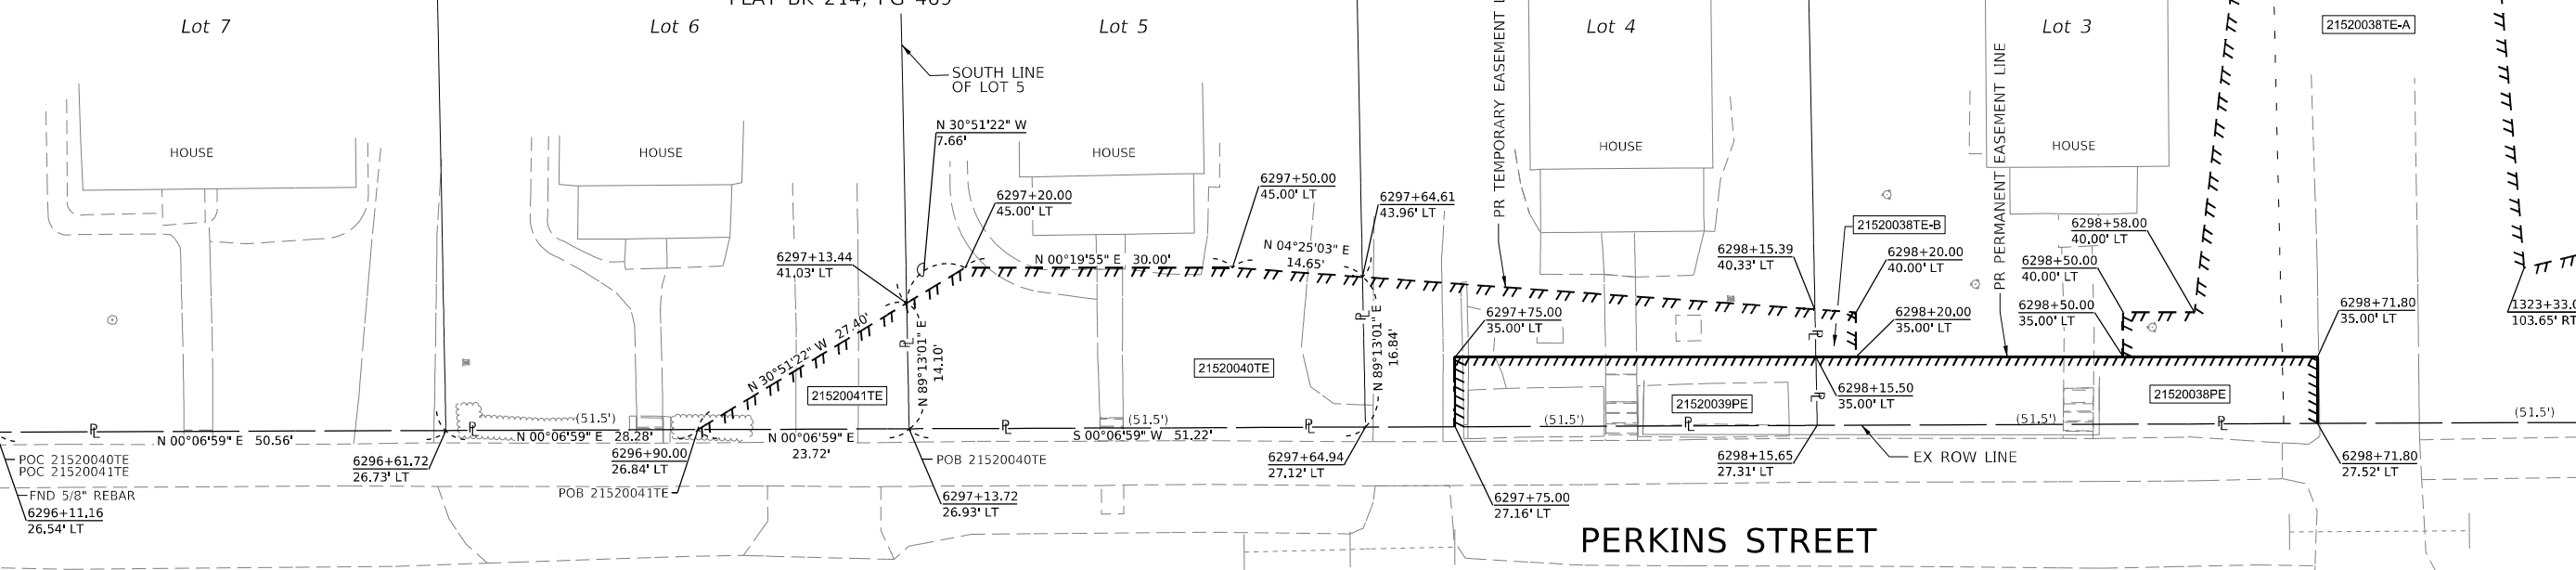 PLAT BK 214, PG 409
Lot 7
Lot 6
Lot 5
Lot 4
Lot 3
21520038TE-A
SOUTH LINE
OF LOT 5
PR TEMPORARY EASEMENT L
PR PERMANENT EASEMENT LINE
HOUSE
HOUSE
HOUSE
HOUSE
HOUSE
N 30°51'22" W
7.66'
6297+20.00
45.00' LT
6297+50.00
45.00' LT
6297+64.61
43.96' LT
21520038TE-B
6298+58.00
40.00' LT
6297+13.44
41.03' LT
N 00°19'55" E 30.00'
N 04°25'03" E
14.65'
6298+15.39
40.33' LT
6298+20.00
40.00' LT
6298+50.00
40.00' LT
N 30°51'22" W 27.40'
N 89°13'01" E
14.10'
PL
N 89°13'01" E
16.84'
PL
6297+75.00
35.00' LT
PL
6298+20.00
35.00' LT
6298+50.00
35.00' LT
6298+71.80
35.00' LT
1323+33.0
103.65' RT
21520041TE
21520040TE
6298+15.50
35.00' LT
PL
21520039PE
21520038PE
(51.5')
(51.5')
(51.5')
(51.5')
(51.5')
PL
PL
PL
PL
PL
PL
N 00°06'59" E 50.56'
N 00°06'59" E 28.28'
N 00°06'59" E
23.72'
S 00°06'59" W 51.22'
POC 21520040TE
POC 21520041TE
6296+61.72
26.73' LT
6296+90.00
26.84' LT
POB 21520040TE
6297+64.94
27.12' LT
6298+15.65
27.31' LT
EX ROW LINE
6298+71.80
27.52' LT
FND 5/8" REBAR
6296+11.16
26.54' LT
POB 21520041TE
6297+13.72
26.93' LT
6297+75.00
27.16' LT
PERKINS STREET